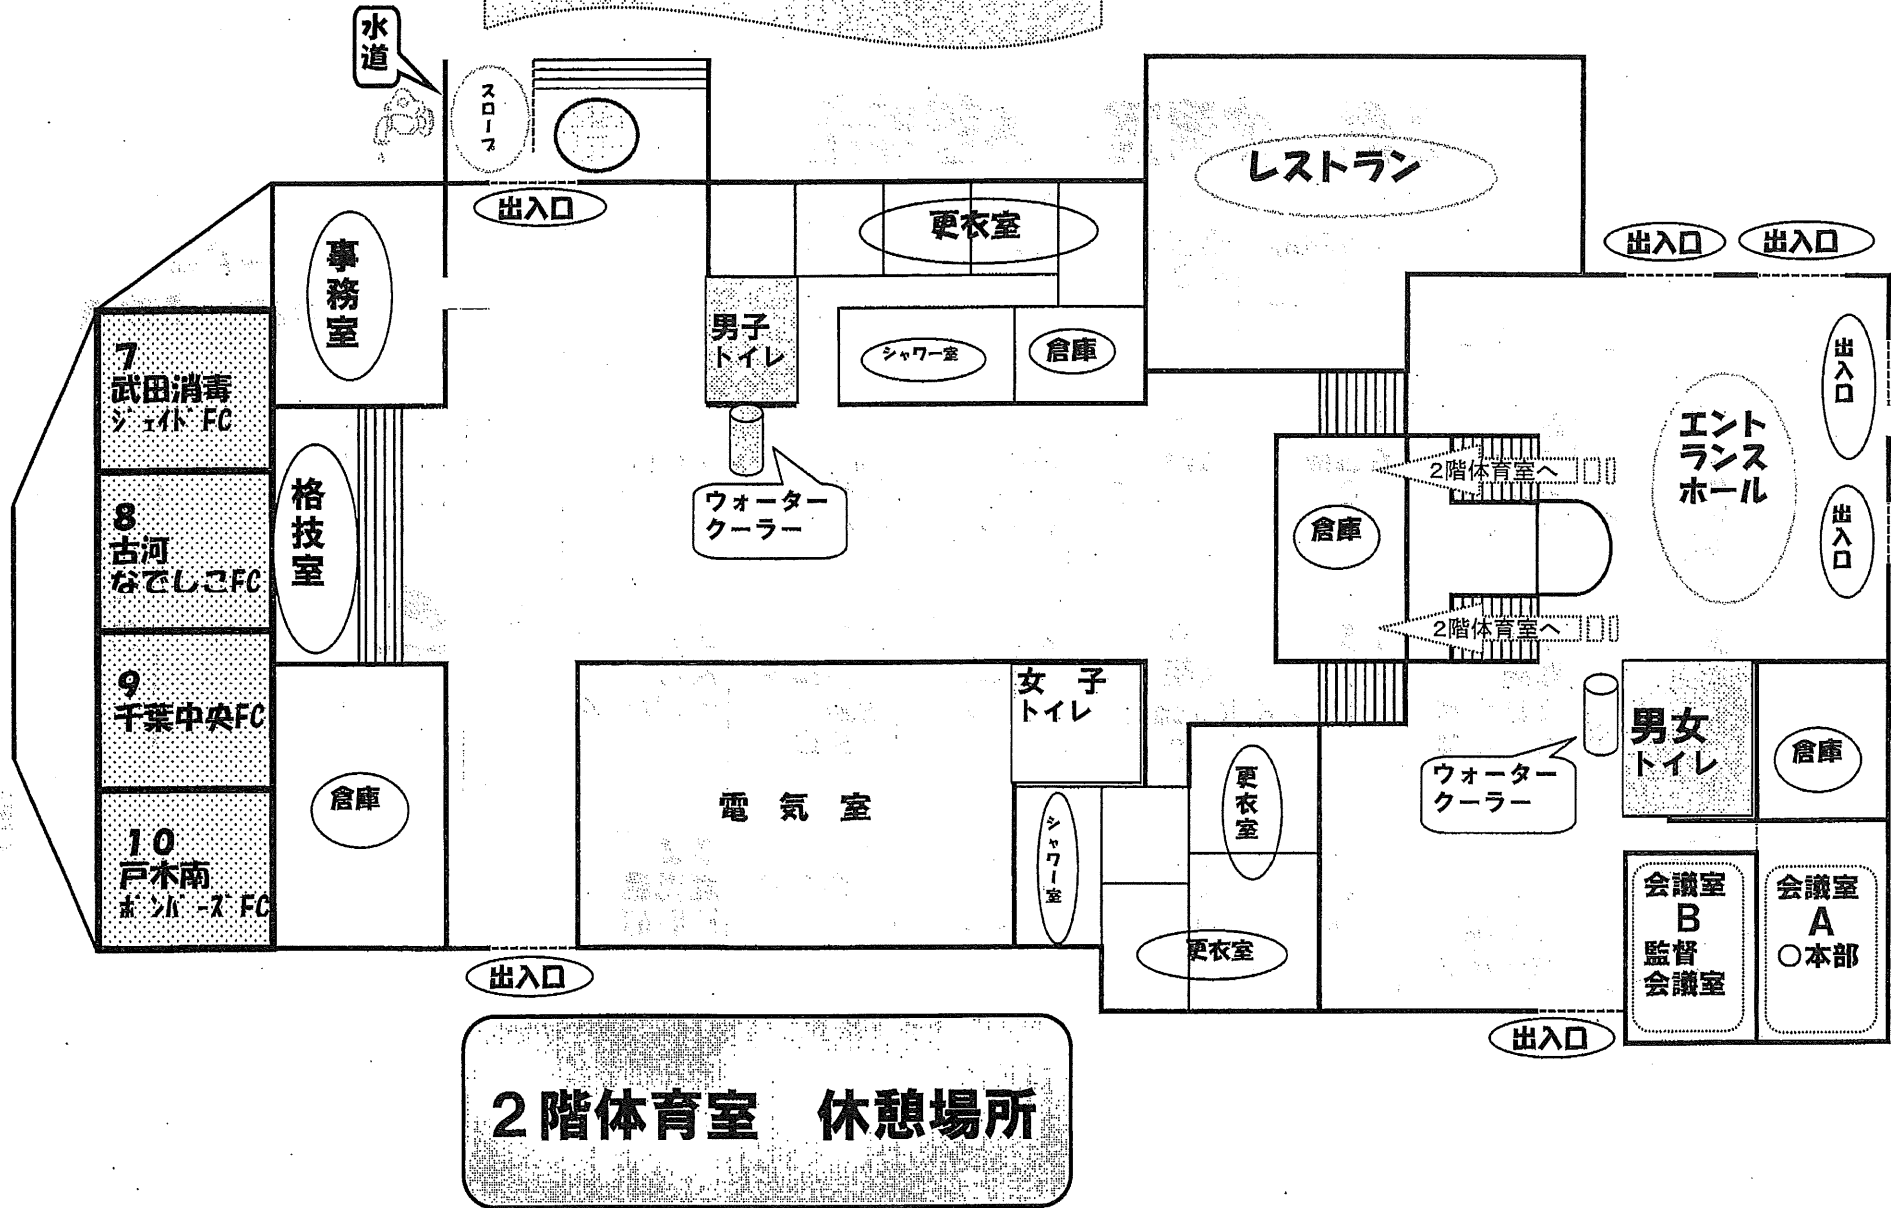 水道
スロープ
出入口
更衣室
レストラン
出入口
出入口
事務室
男子
トイレ
シャワー室
倉庫
出入口
7
武田消毒
ジェイドFC
エント
ランス
ホール
2階体育室へ
格技室
ウォーター
クーラー
倉庫
出入口
8
古河
なでしこFC
2階体育室へ
9
千葉中央FC
女 子
トイレ
男女
トイレ
倉庫
ウォーター
クーラー
更衣室
倉庫
電 気 室
シャワー室
10
戸木南
ボンバーズFC
更衣室
会議室
B
監督
会議室
会議室
A
○本部
出入口
出入口
2階体育室 休憩場所